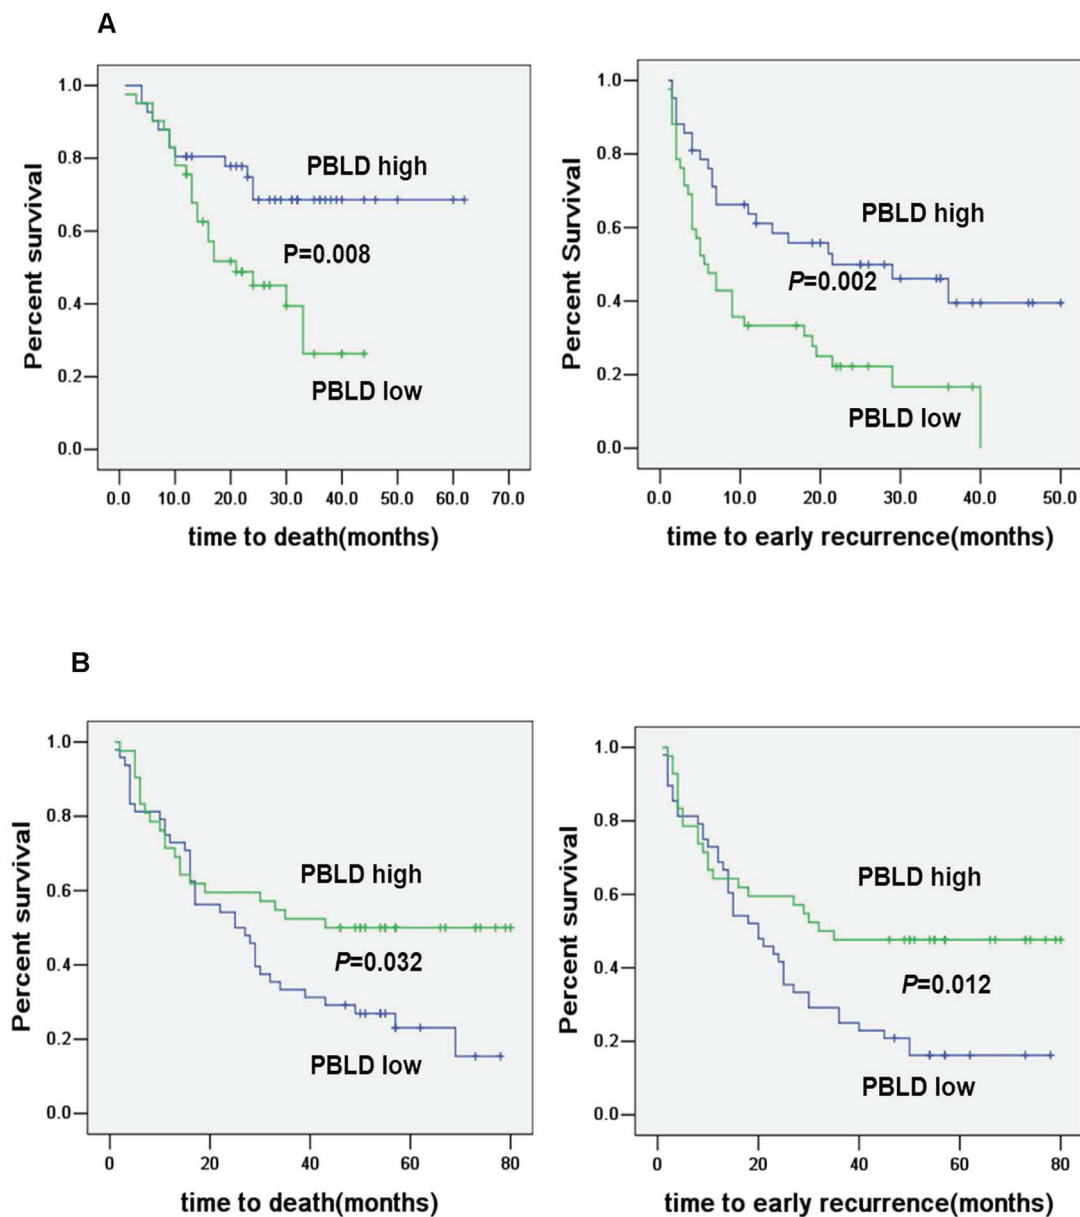 A
Percent survival
1.0
0.8
0.6
0.4
0.2
0.0
PBLD high
P=0.008
PBLD low
0.0 10.0 20.0 30.0 40.0 50.0 60.0 70.0
time to death(months)
Percent Survival
1.0
0.8
0.6
0.4
0.2
0.0
PBLD high
P=0.002
PBLD low
0.0 10.0 20.0 30.0 40.0 50.0
time to early recurrence(months)
B
Percent survival
1.0
0.8
0.6
0.4
0.2
0.0
PBLD high
P=0.032
PBLD low
0 20 40 60 80
time to death(months)
Percent survival
1.0
0.8
0.6
0.4
0.2
0.0
PBLD high
P=0.012
PBLD low
0 20 40 60 80
time to early recurrence(months)